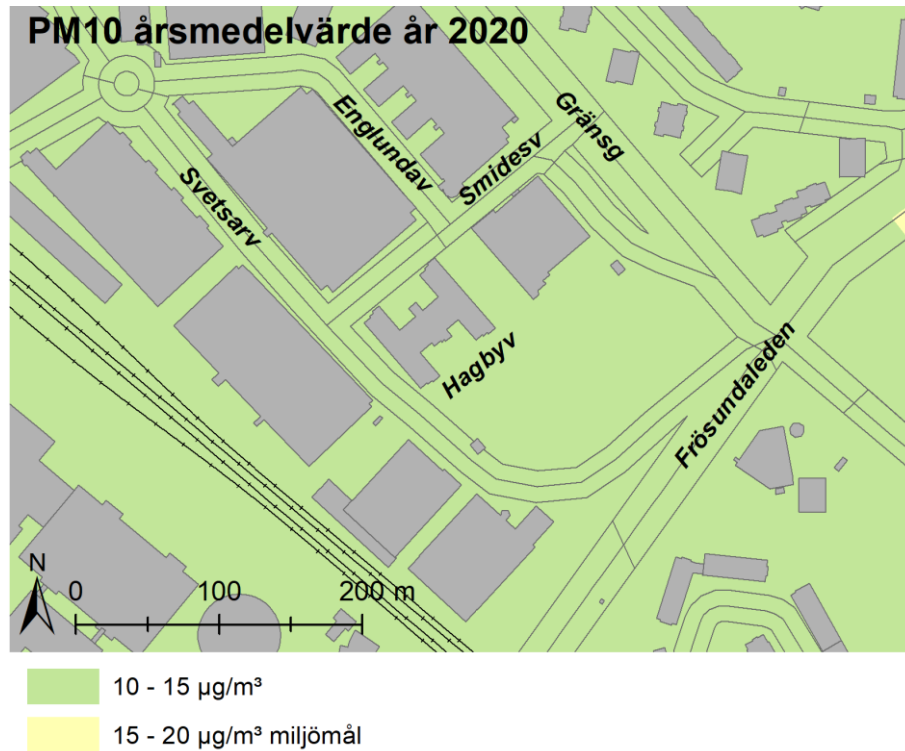 PM10 årsmedelvärde år 2020
Englundav
Smidesv
Gränsg
Svetsarv
Hagbyv
Frösundaleden
N
0 100 200 m
10 - 15 µg/m³
15 - 20 µg/m³ miljömål